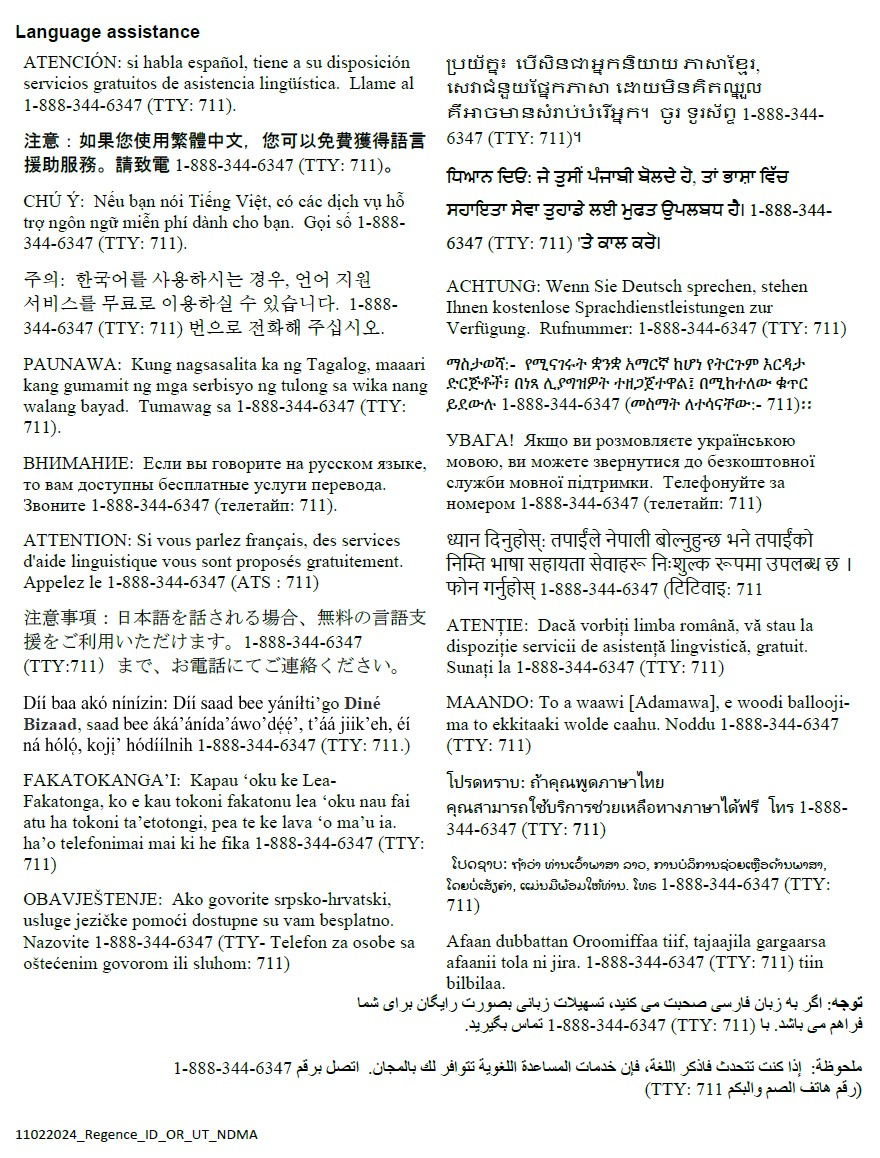 Language assistance
ATENCIÓN: si habla español, tiene a su disposición
servicios gratuitos de asistencia lingüística. Llame al
1-888-344-6347 (TTY: 711).
注意：如果您使用繁體中文，您可以免費獲得語言
援助服務。請致電 1-888-344-6347 (TTY: 711)。
CHÚ Ý: Nếu bạn nói Tiếng Việt, có các dịch vụ hỗ
trợ ngôn ngữ miễn phí dành cho bạn. Gọi số 1-888-
344-6347 (TTY: 711).
주의: 한국어를 사용하시는 경우, 언어 지원
서비스를 무료로 이용하실 수 있습니다. 1-888-
344-6347 (TTY: 711) 번으로 전화해 주십시오.
PAUNAWA: Kung nagsasalita ka ng Tagalog, maaari
kang gumamit ng mga serbisyo ng tulong sa wika nang
walang bayad. Tumawag sa 1-888-344-6347 (TTY:
711).
ВНИМАНИЕ: Если вы говорите на русском языке,
то вам доступны бесплатные услуги перевода.
Звоните 1-888-344-6347 (телетайп: 711).
ATTENTION: Si vous parlez français, des services
d'aide linguistique vous sont proposés gratuitement.
Appelez le 1-888-344-6347 (ATS : 711)
注意事項：日本語を話される場合、無料の言語支
援をご利用いただけます。1-888-344-6347
(TTY:711）まで、お電話にてご連絡ください。
Díí baa akó nínízin: Díí saad bee yáníłti’go Diné
Bizaad, saad bee áká’ánída’áwo’dę́ę́’, t’áá jiik’eh, éí
ná hólǫ́, kojį’ hódíílnih 1-888-344-6347 (TTY: 711.)
FAKATOKANGA’I: Kapau ‘oku ke Lea-
Fakatonga, ko e kau tokoni fakatonu lea ‘oku nau fai
atu ha tokoni ta’etotongi, pea te ke lava ‘o ma’u ia.
ha’o telefonimai mai ki he fika 1-888-344-6347 (TTY:
711)
OBAVJEŠTENJE: Ako govorite srpsko-hrvatski,
usluge jezičke pomoći dostupne su vam besplatno.
Nazovite 1-888-344-6347 (TTY- Telefon za osobe sa
oštećenim govorom ili sluhom: 711)
ប្រយ័ត្ន៖ បើសិនជាអ្នកនិយាយ ភាសាខ្មែរ,
សេវាជំនួយផ្នែកភាសា ដោយមិនគិតឈ្នួល
គឺអាចមានសំរាប់បំរើអ្នក។ ចូរ ទូរស័ព្ទ 1-888-344-
6347 (TTY: 711)។
ਧਿਆਨ ਦਿਓ: ਜੇ ਤੁਸੀਂ ਪੰਜਾਬੀ ਬੋਲਦੇ ਹੋ, ਤਾਂ ਭਾਸ਼ਾ ਵਿੱਚ
ਸਹਾਇਤਾ ਸੇਵਾ ਤੁਹਾਡੇ ਲਈ ਮੁਫਤ ਉਪਲਬਧ ਹੈ। 1-888-344-
6347 (TTY: 711) 'ਤੇ ਕਾਲ ਕਰੋ।
ACHTUNG: Wenn Sie Deutsch sprechen, stehen
Ihnen kostenlose Sprachdienstleistungen zur
Verfügung. Rufnummer: 1-888-344-6347 (TTY: 711)
ማስታወሻ:- የሚናገሩት ቋንቋ አማርኛ ከሆነ የትርጉም እርዳታ
ድርጅቶች፣ በነጻ ሊያግዝዎት ተዘጋጀተዋል፤ በሚከተለው ቁጥር
ይደውሉ 1-888-344-6347 (መስማት ለተሳናቸው:- 711)፡፡
УВАГА! Якщо ви розмовляєте українською
мовою, ви можете звернутися до безкоштовної
служби мовної підтримки. Телефонуйте за
номером 1-888-344-6347 (телетайп: 711)
ध्यान दिनुहोस्: तपाईंले नेपाली बोल्नुहुन्छ भने तपाईंको
निम्ति भाषा सहायता सेवाहरू निःशुल्क रूपमा उपलब्ध छ ।
फोन गर्नुहोस् 1-888-344-6347 (टिटिवाइ: 711
ATENȚIE: Dacă vorbiți limba română, vă stau la
dispoziție servicii de asistență lingvistică, gratuit.
Sunați la 1-888-344-6347 (TTY: 711)
MAANDO: To a waawi [Adamawa], e woodi ballooji-
ma to ekkitaaki wolde caahu. Noddu 1-888-344-6347
(TTY: 711)
โปรดทราบ: ถ้าคุณพูดภาษาไทย
คุณสามารถใช้บริการช่วยเหลือทางภาษาได้ฟรี โทร 1-888-
344-6347 (TTY: 711)
ໂປດຊາບ: ຖ້າວ່າ ທ່ານເວົ້າພາສາ ລາວ, ການບໍລິການຊ່ວຍເຫຼືອດ້ານພາສາ,
ໂດຍບໍ່ເສັຽຄ່າ, ແມ່ນມີພ້ອມໃຫ້ທ່ານ. ໂທຣ 1-888-344-6347 (TTY:
711)
Afaan dubbattan Oroomiffaa tiif, tajaajila gargaarsa
afaanii tola ni jira. 1-888-344-6347 (TTY: 711) tiin
bilbilaa.
توجه: اگر به زبان فارسی صحبت می کنید، تسهیلات زبانی بصورت رایگان برای شما
فراهم می باشد. با 1-888-344-6347 (TTY: 711) تماس بگیرید.
ملحوظة: إذا كنت تتحدث فاذكر اللغة، فإن خدمات المساعدة اللغوية تتوافر لك بالمجان. اتصل برقم 1-888-344-6347
(رقم هاتف الصم والبكم TTY: 711)
11022024_Regence_ID_OR_UT_NDMA